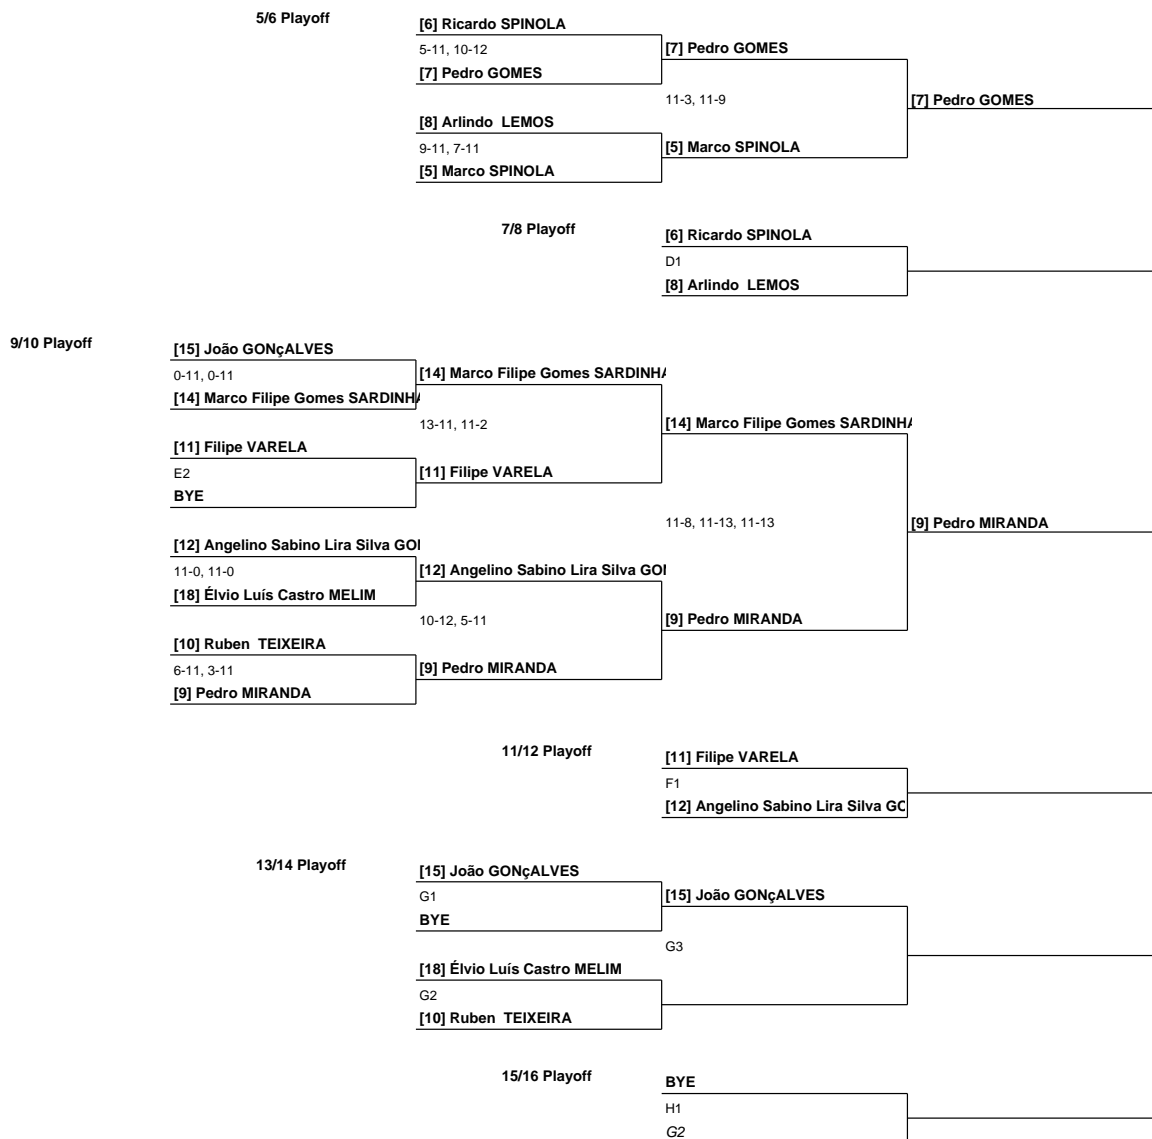 5/6 Playoff
[6] Ricardo SPINOLA
5-11, 10-12
[7] Pedro GOMES
[7] Pedro GOMES
11-3, 11-9
[7] Pedro GOMES
[8] Arlindo  LEMOS
9-11, 7-11
[5] Marco SPINOLA
[5] Marco SPINOLA
7/8 Playoff
[6] Ricardo SPINOLA
D1
[8] Arlindo  LEMOS
9/10 Playoff
[15] João GONçALVES
0-11, 0-11
[14] Marco Filipe Gomes SARDINHA
[14] Marco Filipe Gomes SARDINHA
13-11, 11-2
[14] Marco Filipe Gomes SARDINHA
[11] Filipe VARELA
E2
BYE
[11] Filipe VARELA
11-8, 11-13, 11-13
[9] Pedro MIRANDA
[12] Angelino Sabino Lira Silva GOI
11-0, 11-0
[18] Élvio Luís Castro MELIM
[12] Angelino Sabino Lira Silva GOI
10-12, 5-11
[9] Pedro MIRANDA
[10] Ruben  TEIXEIRA
6-11, 3-11
[9] Pedro MIRANDA
[9] Pedro MIRANDA
11/12 Playoff
[11] Filipe VARELA
F1
[12] Angelino Sabino Lira Silva GO
13/14 Playoff
[15] João GONçALVES
G1
BYE
[15] João GONçALVES
G3
[18] Élvio Luís Castro MELIM
G2
[10] Ruben  TEIXEIRA
15/16 Playoff
BYE
H1
G2